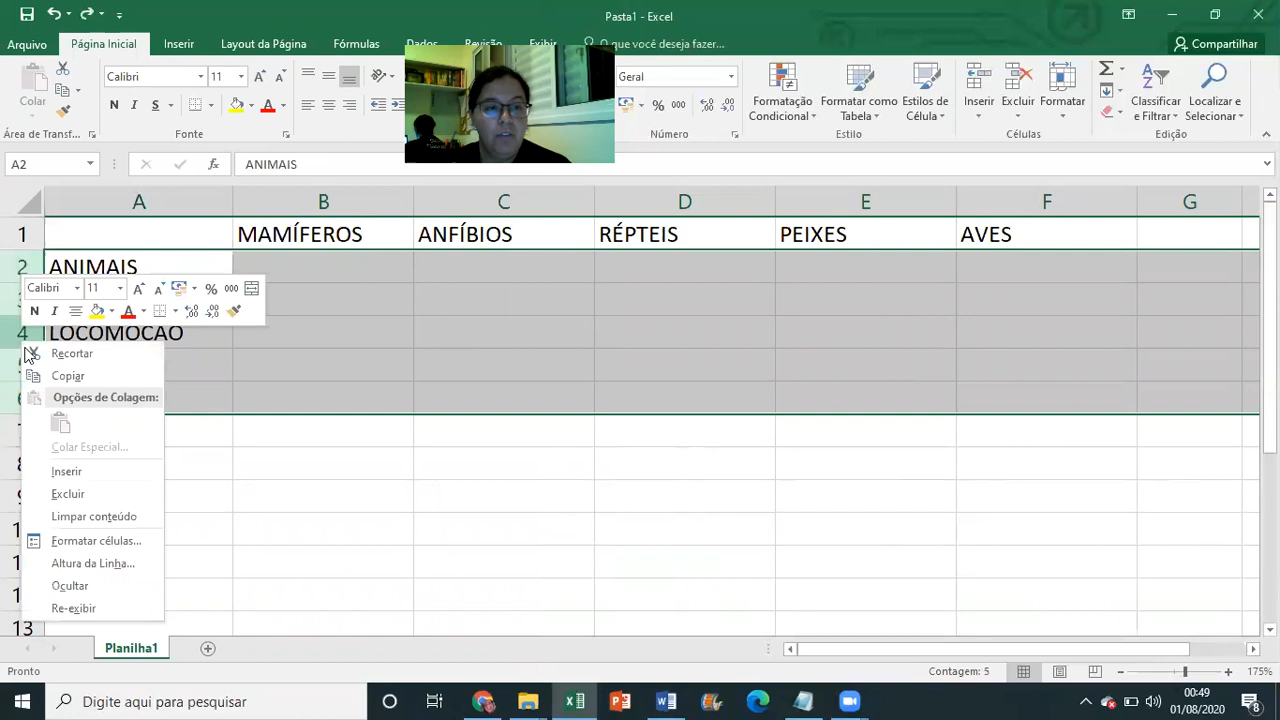 Pasta1 - Excel
Arquivo
Página Inicial
Inserir
Layout da Página
Fórmulas
Dados
Revisão
Exibir
O que você deseja fazer...
Compartilhar
Colar
Calibri
11
N I S
Geral
% 000
Formatação Condicional
Formatar como Tabela
Estilos de Célula
Inserir
Excluir
Formatar
Classificar e Filtrar
Localizar e Selecionar
Área de Transf...
Fonte
Número
Estilo
Células
Edição
A2
fx
ANIMAIS
A B C D E F G
1 MAMÍFEROS ANFÍBIOS RÉPTEIS PEIXES AVES
2 ANIMAIS
Calibri 11 % 000
N I
4 LOCOMOCAO
Recortar
Copiar
Opções de Colagem:
Colar Especial...
Inserir
Excluir
Limpar conteúdo
Formatar células...
Altura da Linha...
Ocultar
Re-exibir
13
Planilha1
Pronto
Contagem: 5
175%
Digite aqui para pesquisar
00:49
01/08/2020
8